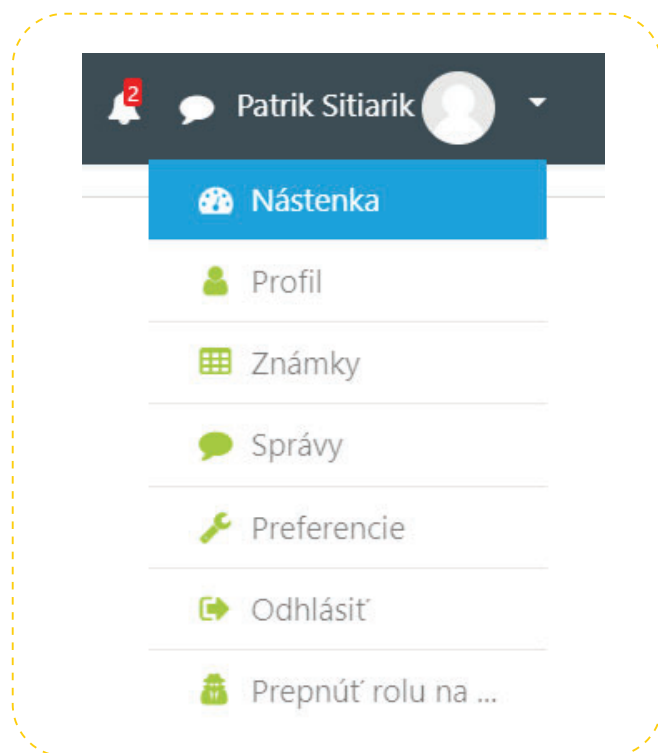 2
Patrik Sitiarik
Nástenka
Profil
Známky
Správy
Preferencie
Odhlásiť
Prepnúť rolu na ...